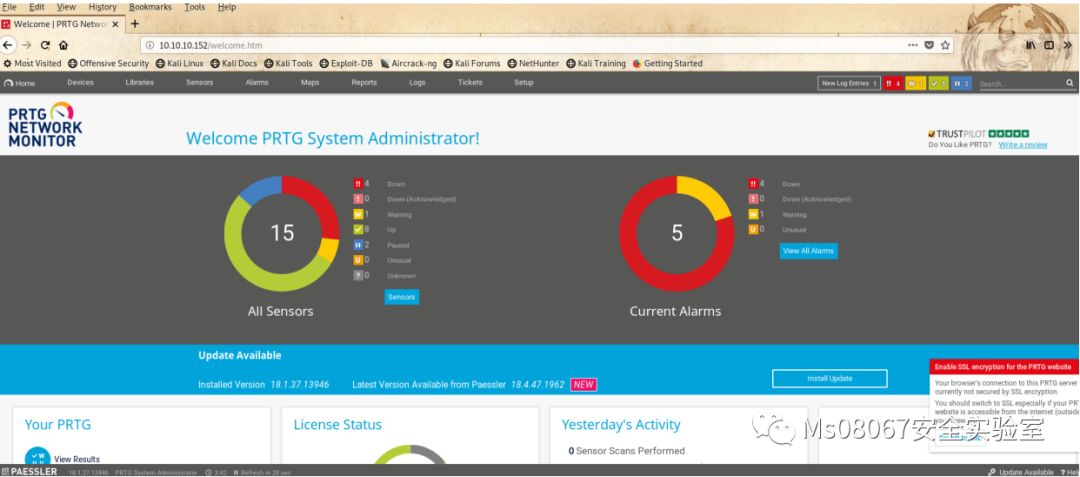 File Edit View History Bookmarks Tools Help
Welcome | PRTG Networ
10.10.10.152/welcome.htm
Most Visited Offensive Security Kali Linux Kali Docs Kali Tools Exploit-DB Aircrack-ng Kali Forums NetHunter Kali Training Getting Started
Home Devices Libraries Sensors Alarms Maps Reports Logs Tickets Setup
New Log Entries 1 !! 4 W 1 8 2 Search...
PRTG
NETWORK
MONITOR
Welcome PRTG System Administrator!
TRUSTPILOT
Do You Like PRTG? Write a review
15
!! 4 Down
! 0 Down (Acknowledged)
W 1 Warning
8 Up
2 Paused
U 0 Unusual
? 0 Unknown
Sensors
All Sensors
5
!! 4 Down
! 0 Down (Acknowledged)
W 1 Warning
U 0 Unusual
View All Alarms
Current Alarms
Update Available
Installed Version 18.1.37.13946 Latest Version Available from Paessler 18.4.47.1962 NEW
Install Update
Enable SSL encryption for the PRTG website
Your browser's connection to this PRTG server
currently not secured by SSL encryption.
You should switch to SSL especially if your PR
website is accessible from the internet (outside
Your PRTG
License Status
Yesterday's Activity
View Results
0 Sensor Scans Performed
Ms08067安全实验室
PAESSLER 18.1.37.13946 PRTG System Administrator 3:42 Refresh in 28 sec
Update Available ? Hel